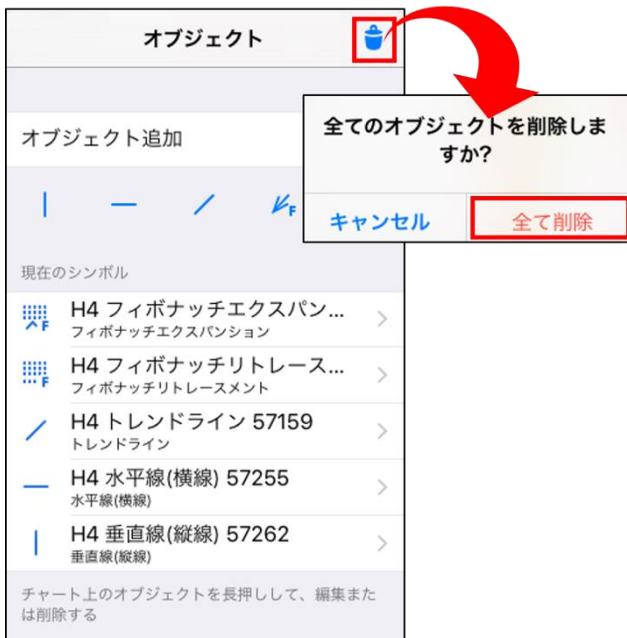 オブジェクト
オブジェクト追加
F
現在のシンボル
F
H4 フィボナッチエクスパン...
フィボナッチエクスパンション
F
H4 フィボナッチリトレース...
フィボナッチリトレースメント
H4 トレンドライン 57159
トレンドライン
H4 水平線(横線) 57255
水平線(横線)
H4 垂直線(縦線) 57262
垂直線(縦線)
チャート上のオブジェクトを長押しして、編集また
は削除する
全てのオブジェクトを削除しま
すか?
キャンセル
全て削除